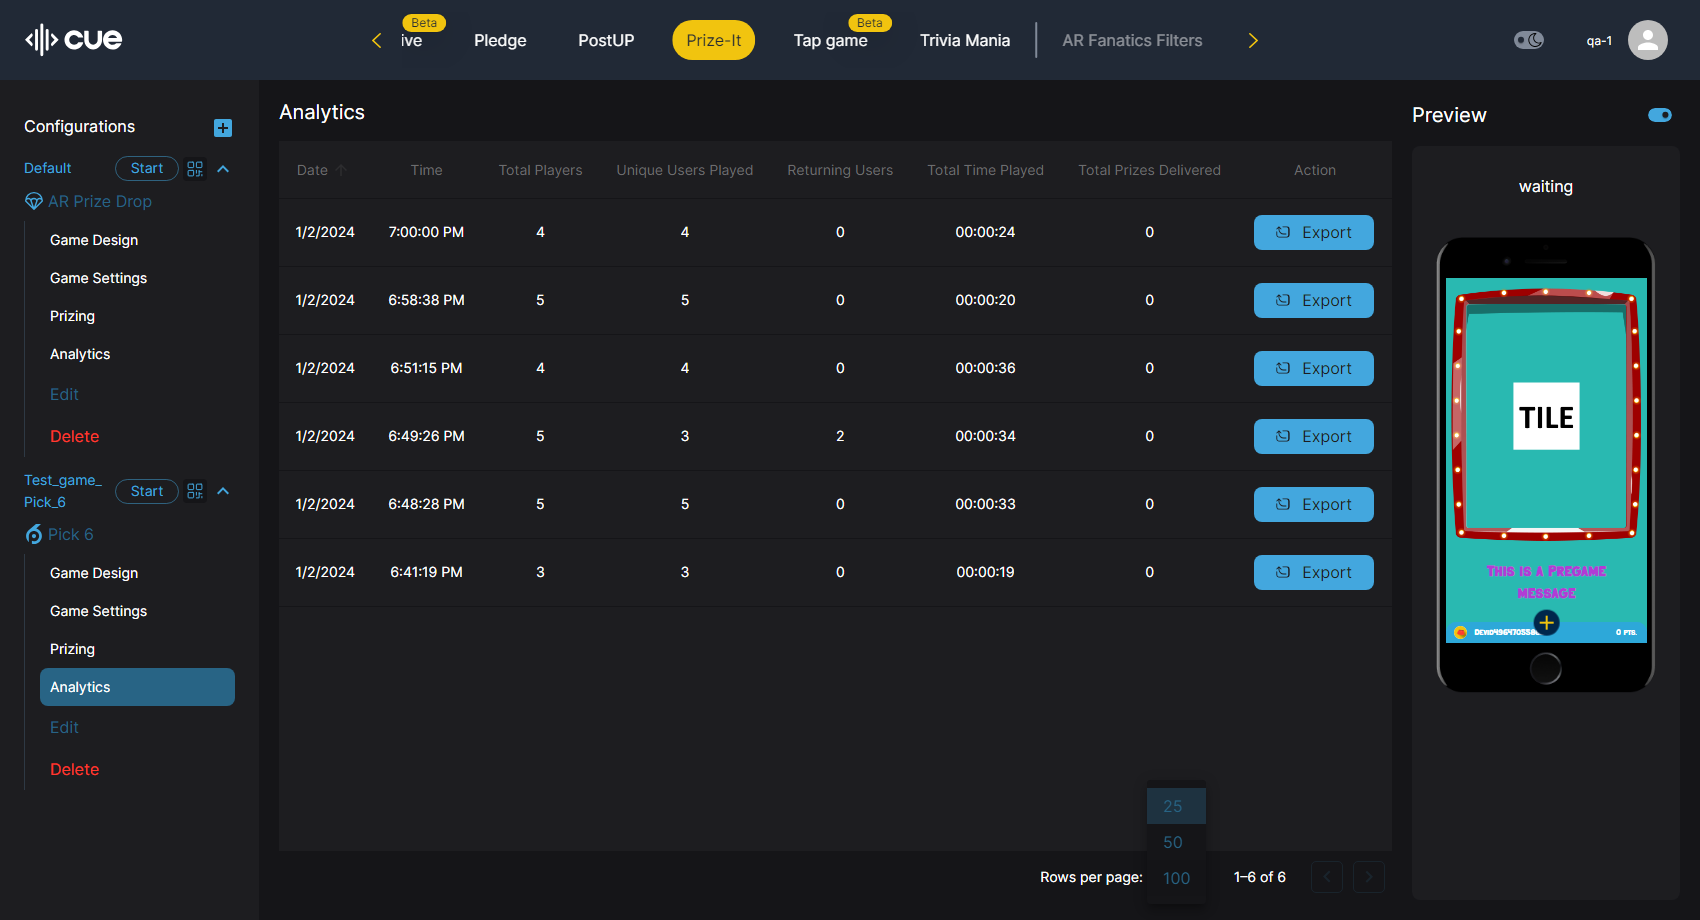 cue
Beta
ive
Pledge
PostUP
Prize-It
Beta
Tap game
Trivia Mania
AR Fanatics Filters
qa-1
Configurations
Default
Start
AR Prize Drop
Game Design
Game Settings
Prizing
Analytics
Edit
Delete
Test_game_
Pick_6
Start
Pick 6
Game Design
Game Settings
Prizing
Analytics
Edit
Delete
Analytics
Date Time Total Players Unique Users Played Returning Users Total Time Played Total Prizes Delivered Action
1/2/2024 7:00:00 PM 4 4 0 00:00:24 0 Export
1/2/2024 6:58:38 PM 5 5 0 00:00:20 0 Export
1/2/2024 6:51:15 PM 4 4 0 00:00:36 0 Export
1/2/2024 6:49:26 PM 5 3 2 00:00:34 0 Export
1/2/2024 6:48:28 PM 5 5 0 00:00:33 0 Export
1/2/2024 6:41:19 PM 3 3 0 00:00:19 0 Export
25
50
100
Rows per page:
1–6 of 6
Preview
waiting
TILE
THIS IS A PREGAME
MESSAGE
0 PTS.